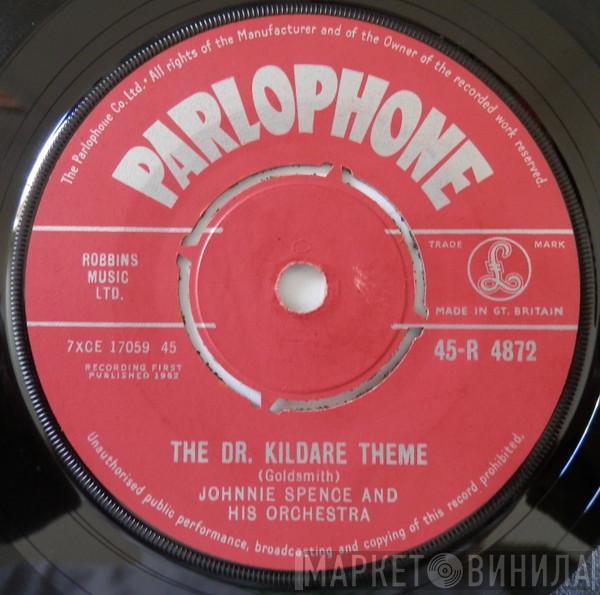 The Parlophone Co. Ltd. · All rights of the Manufacturer and of the Owner of the recorded work reserved.
PARLOPHONE
ROBBINS
MUSIC
LTD.
TRADE MARK
£
MADE IN GT. BRITAIN
7XCE 17059 45
RECORDING FIRST
PUBLISHED 1962
45-R 4872
THE DR. KILDARE THEME
(Goldsmith)
JOHNNIE SPENCE AND
HIS ORCHESTRA
Unauthorised public performance, broadcasting and copying of this record prohibited.
МАРКЕТ ВИНИЛА